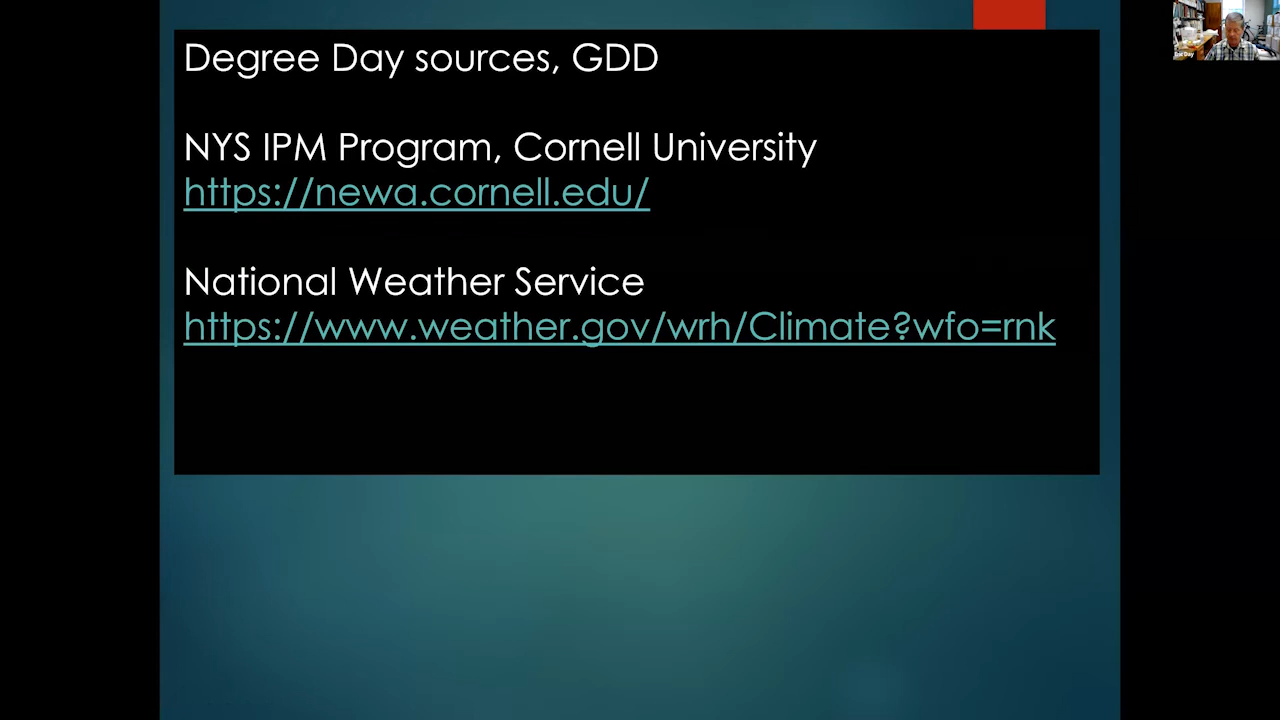 Degree Day sources, GDD
NYS IPM Program, Cornell University
https://newa.cornell.edu/
National Weather Service
https://www.weather.gov/wrh/Climate?wfo=rnk
Day